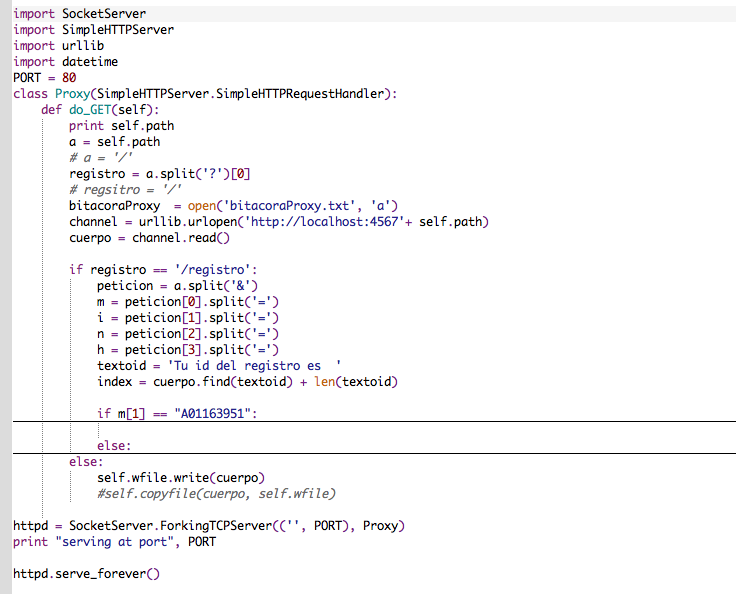 import SocketServer
import SimpleHTTPServer
import urllib
import datetime
PORT = 80
class Proxy(SimpleHTTPServer.SimpleHTTPRequestHandler):
    def do_GET(self):
        print self.path
        a = self.path
        # a = '/'
        registro = a.split('?')[0]
        # regsitro = '/'
        bitacoraProxy  = open('bitacoraProxy.txt', 'a')
        channel = urllib.urlopen('http://localhost:4567'+ self.path)
        cuerpo = channel.read()
        if registro == '/registro':
            peticion = a.split('&')
            m = peticion[0].split('=')
            i = peticion[1].split('=')
            n = peticion[2].split('=')
            h = peticion[3].split('=')
            textoid = 'Tu id del registro es  '
            index = cuerpo.find(textoid) + len(textoid)
            if m[1] == "A01163951":
            else:
        else:
            self.wfile.write(cuerpo)
            #self.copyfile(cuerpo, self.wfile)
httpd = SocketServer.ForkingTCPServer(('', PORT), Proxy)
print "serving at port", PORT
httpd.serve_forever()